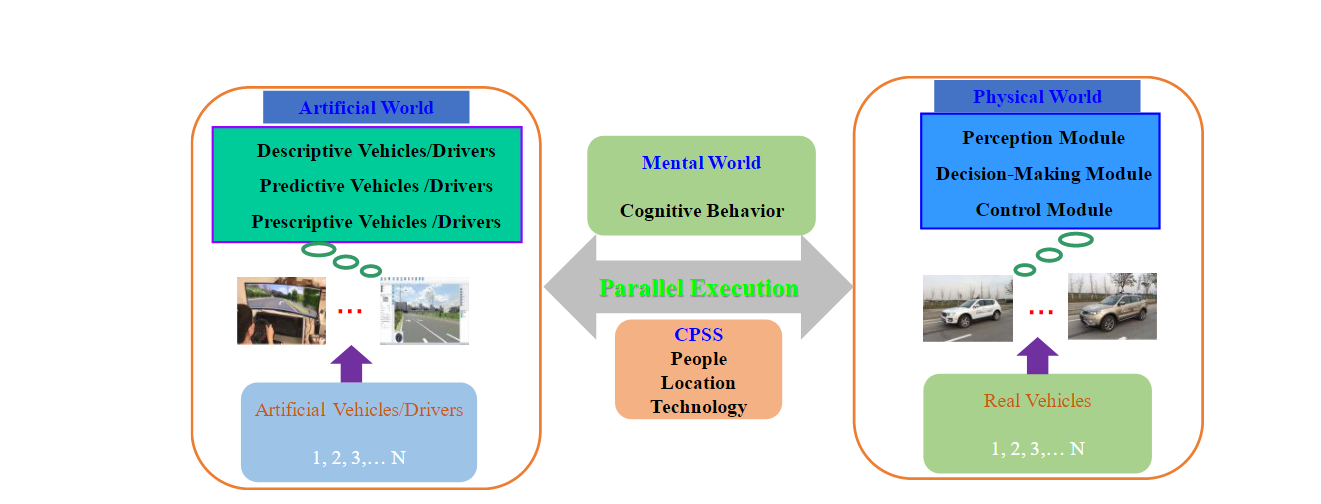 Artificial World
Descriptive Vehicles/Drivers
Predictive Vehicles /Drivers
Prescriptive Vehicles /Drivers
...
Artificial Vehicles/Drivers
1, 2, 3,… N
Mental World
Cognitive Behavior
Parallel Execution
CPSS
People
Location
Technology
Physical World
Perception Module
Decision-Making Module
Control Module
...
Real Vehicles
1, 2, 3,… N